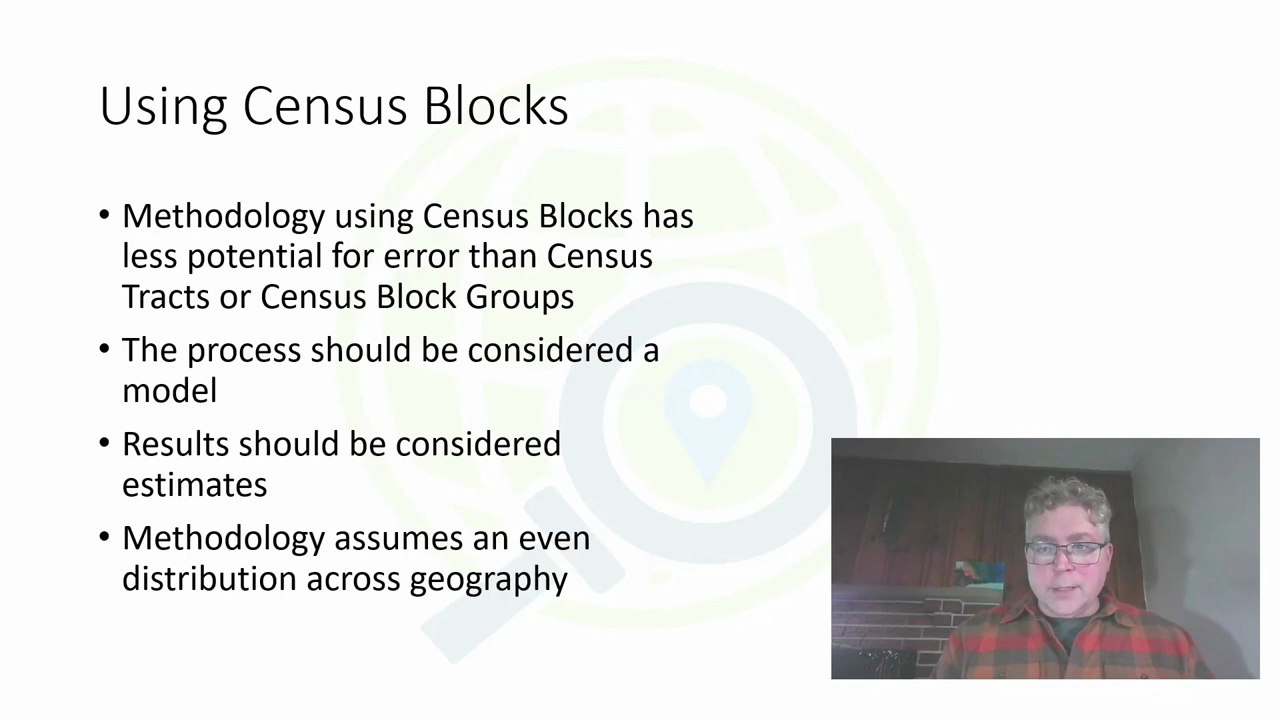 Using Census Blocks
• Methodology using Census Blocks has
less potential for error than Census
Tracts or Census Block Groups
• The process should be considered a
model
• Results should be considered
estimates
• Methodology assumes an even
distribution across geography